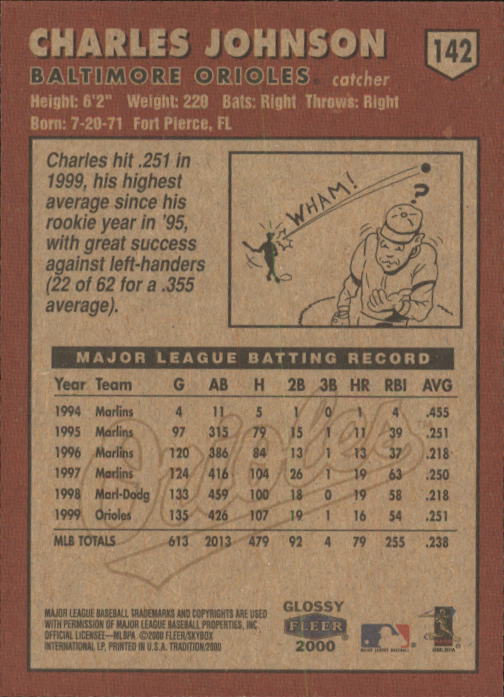 CHARLES JOHNSON
142
BALTIMORE ORIOLES catcher
Height: 6'2" Weight: 220 Bats: Right Throws: Right
Born: 7-20-71 Fort Pierce, FL
Charles hit .251 in
1999, his highest
average since his
rookie year in '95,
with great success
against left-handers
(22 of 62 for a .355
average).
WHAM!
?
MAJOR LEAGUE BATTING RECORD
Year Team G AB H 2B 3B HR RBI AVG
1994 Marlins 4 11 5 1 0 1 4 .455
1995 Marlins 97 315 79 15 1 11 39 .251
1996 Marlins 120 386 84 13 1 13 37 .218
1997 Marlins 124 416 104 26 1 19 63 .250
1998 Marl-Dodg 133 459 100 18 0 19 58 .218
1999 Orioles 135 426 107 19 1 16 54 .251
MLB TOTALS 613 2013 479 92 4 79 255 .238
Orioles
MAJOR LEAGUE BASEBALL TRADEMARKS AND COPYRIGHTS ARE USED
WITH PERMISSION OF MAJOR LEAGUE BASEBALL PROPERTIES, INC.
OFFICIAL LICENSEE—MLBPA ©2000 FLEER/SKYBOX
INTERNATIONAL LP, PRINTED IN U.S.A. TRADITION/2000
GLOSSY
FLEER
2000
MAJOR LEAGUE BASEBALL